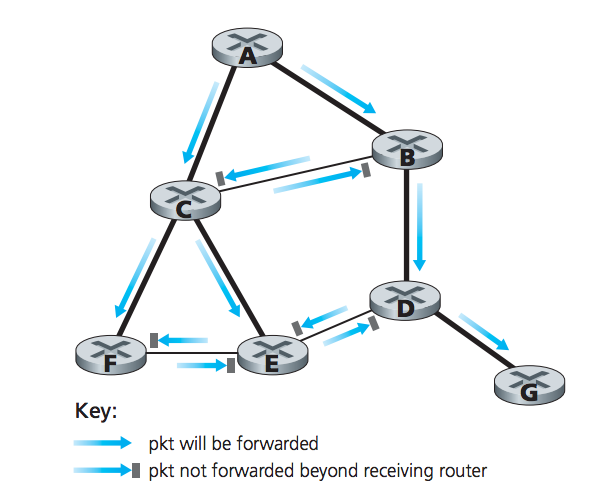 A
B
C
D
F
E
G
Key:
pkt will be forwarded
pkt not forwarded beyond receiving router